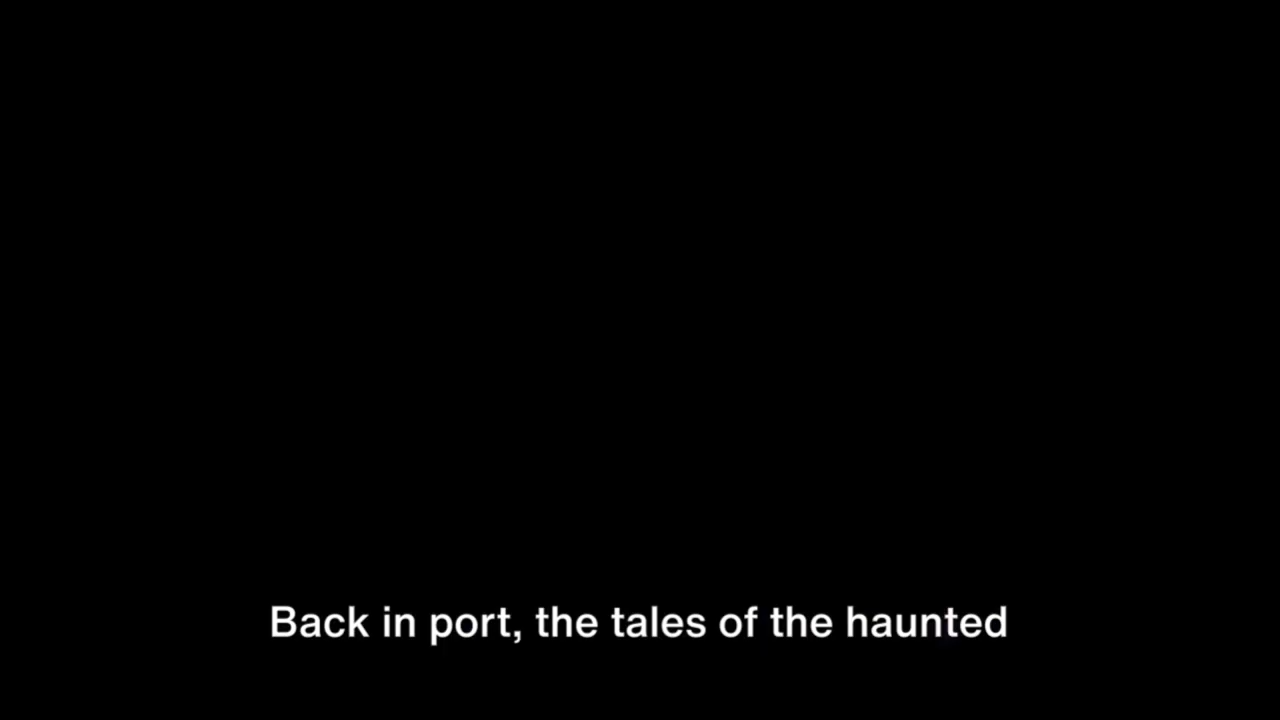 Back in port, the tales of the haunted